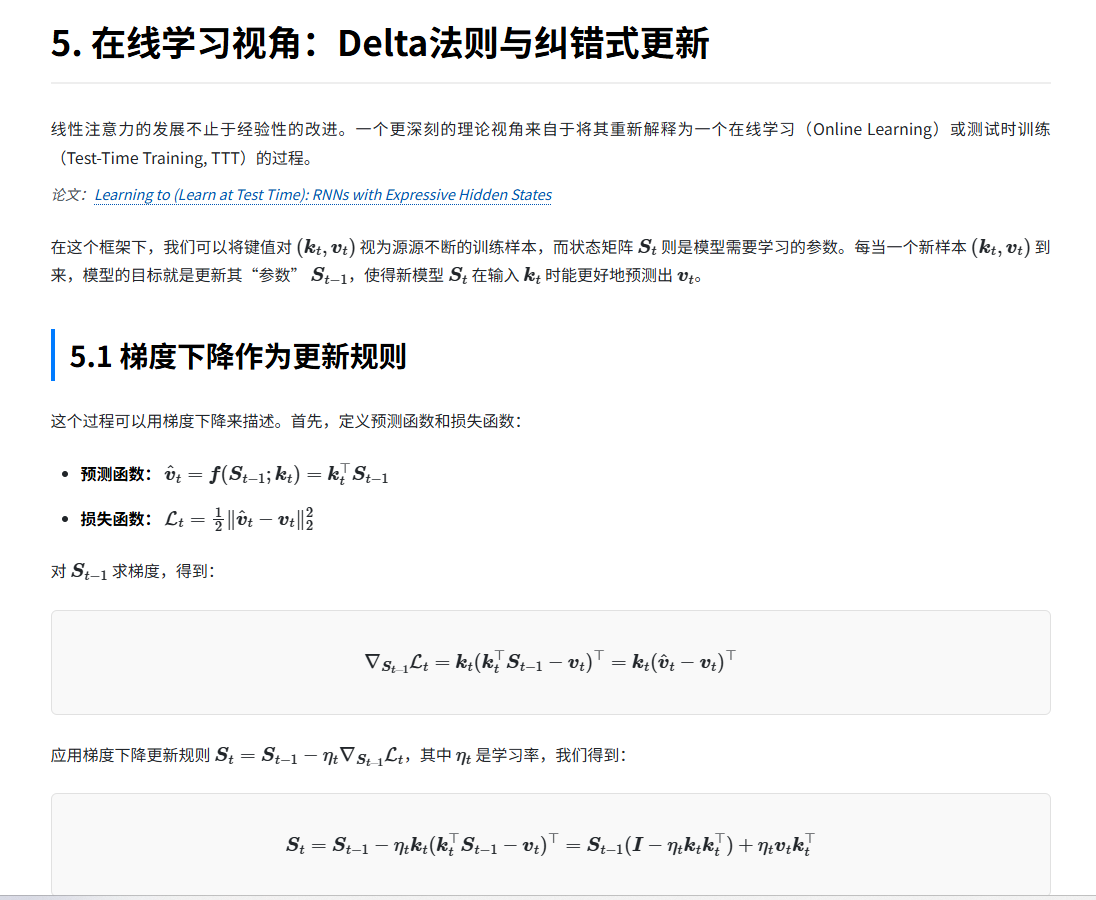 5. 在线学习视角：Delta法则与纠错式更新
线性注意力的发展不止于经验性的改进。一个更深刻的理论视角来自于将其重新解释为一个在线学习（Online Learning）或测试时训练
（Test-Time Training, TTT）的过程。
论文：Learning to (Learn at Test Time): RNNs with Expressive Hidden States
在这个框架下，我们可以将键值对 $(\boldsymbol{k}_t, \boldsymbol{v}_t)$ 视为源源不断的训练样本，而状态矩阵 $\boldsymbol{S}_t$ 则是模型需要学习的参数。每当一个新样本 $(\boldsymbol{k}_t, \boldsymbol{v}_t)$ 到
来，模型的目标就是更新其“参数” $\boldsymbol{S}_{t-1}$，使得新模型 $\boldsymbol{S}_t$ 在输入 $\boldsymbol{k}_t$ 时能更好地预测出 $\boldsymbol{v}_t$。
5.1 梯度下降作为更新规则
这个过程可以用梯度下降来描述。首先，定义预测函数和损失函数：
• 预测函数： $\hat{\boldsymbol{v}}_t = \boldsymbol{f}(\boldsymbol{S}_{t-1}; \boldsymbol{k}_t) = \boldsymbol{k}_t^\top \boldsymbol{S}_{t-1}$
• 损失函数： $\mathcal{L}_t = \frac{1}{2} \|\hat{\boldsymbol{v}}_t - \boldsymbol{v}_t\|_2^2$
对 $\boldsymbol{S}_{t-1}$ 求梯度，得到：
$\nabla_{\boldsymbol{S}_{t-1}} \mathcal{L}_t = \boldsymbol{k}_t (\boldsymbol{k}_t^\top \boldsymbol{S}_{t-1} - \boldsymbol{v}_t)^\top = \boldsymbol{k}_t (\hat{\boldsymbol{v}}_t - \boldsymbol{v}_t)^\top$
应用梯度下降更新规则 $\boldsymbol{S}_t = \boldsymbol{S}_{t-1} - \eta_t \nabla_{\boldsymbol{S}_{t-1}} \mathcal{L}_t$，其中 $\eta_t$ 是学习率，我们得到：
$\boldsymbol{S}_t = \boldsymbol{S}_{t-1} - \eta_t \boldsymbol{k}_t (\boldsymbol{k}_t^\top \boldsymbol{S}_{t-1} - \boldsymbol{v}_t)^\top = \boldsymbol{S}_{t-1} (\boldsymbol{I} - \eta_t \boldsymbol{k}_t \boldsymbol{k}_t^\top) + \eta_t \boldsymbol{v}_t \boldsymbol{k}_t^\top$